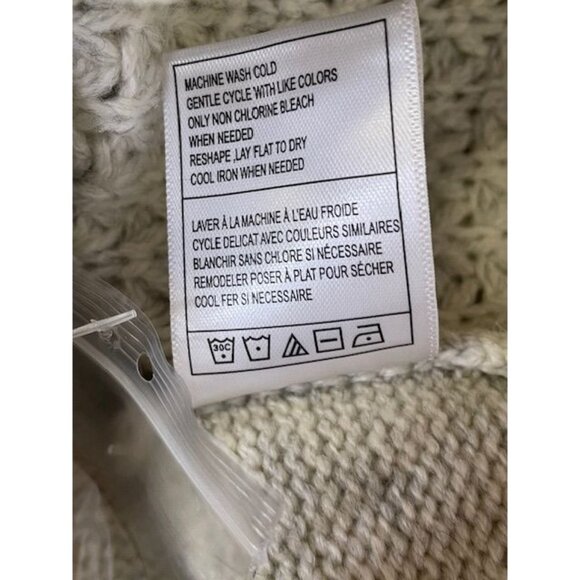 MACHINE WASH COLD
GENTLE CYCLE WITH LIKE COLORS
ONLY NON CHLORINE BLEACH
WHEN NEEDED
RESHAPE ,LAY FLAT TO DRY
COOL IRON WHEN NEEDED
LAVER À LA MACHINE À L'EAU FROIDE
CYCLE DELICAT AVEC COULEURS SIMILAIRES
BLANCHIR SANS CHLORE SI NÉCESSAIRE
REMODELER POSER À PLAT POUR SÉCHER
COOL FER SI NECESSAIRE
30C